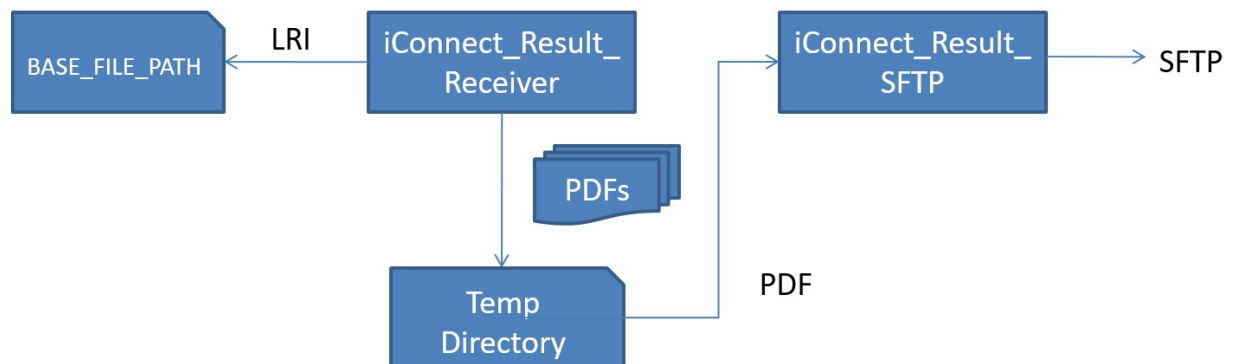 BASE_FILE_PATH
LRI
iConnect_Result_
Receiver
iConnect_Result_
SFTP
SFTP
PDFs
Temp
Directory
PDF